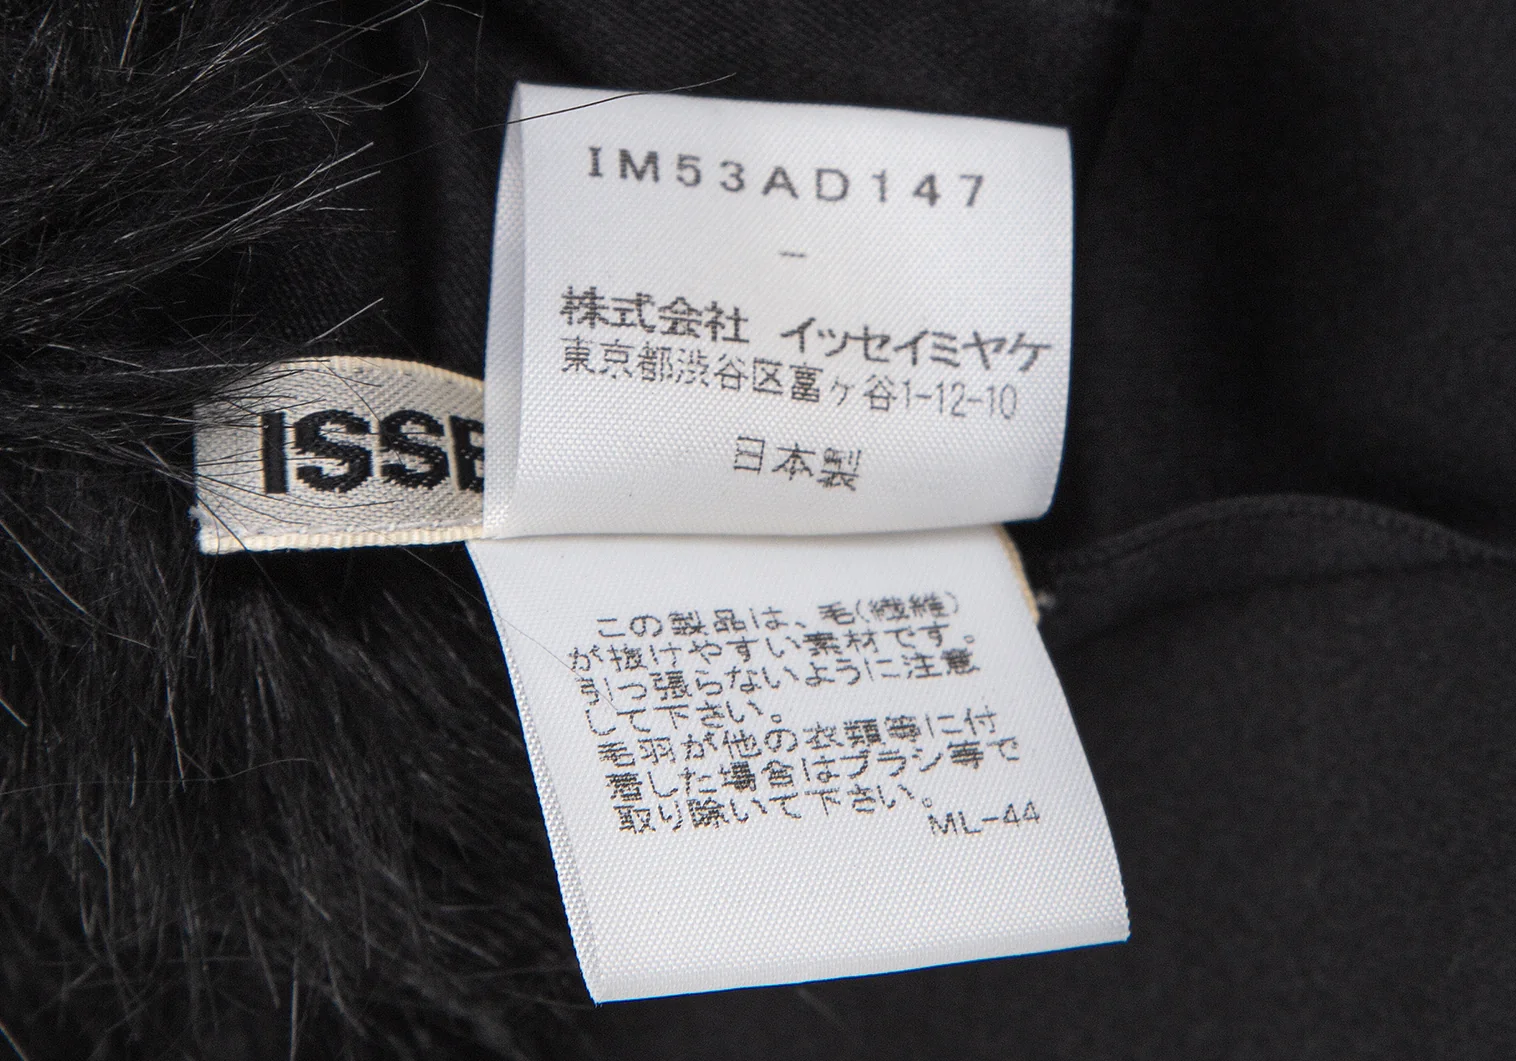 IM53AD147
-
株式会社 イッセイミヤケ
東京都渋谷区富ヶ谷1-12-10
日本製
ISSE
この製品は、毛(繊維)
が抜けやすい素材です。
引っ張らないように注意
して下さい。
毛羽が他の衣類等に付
着した場合はブラシ等で
取り除いて下さい。
ML-44